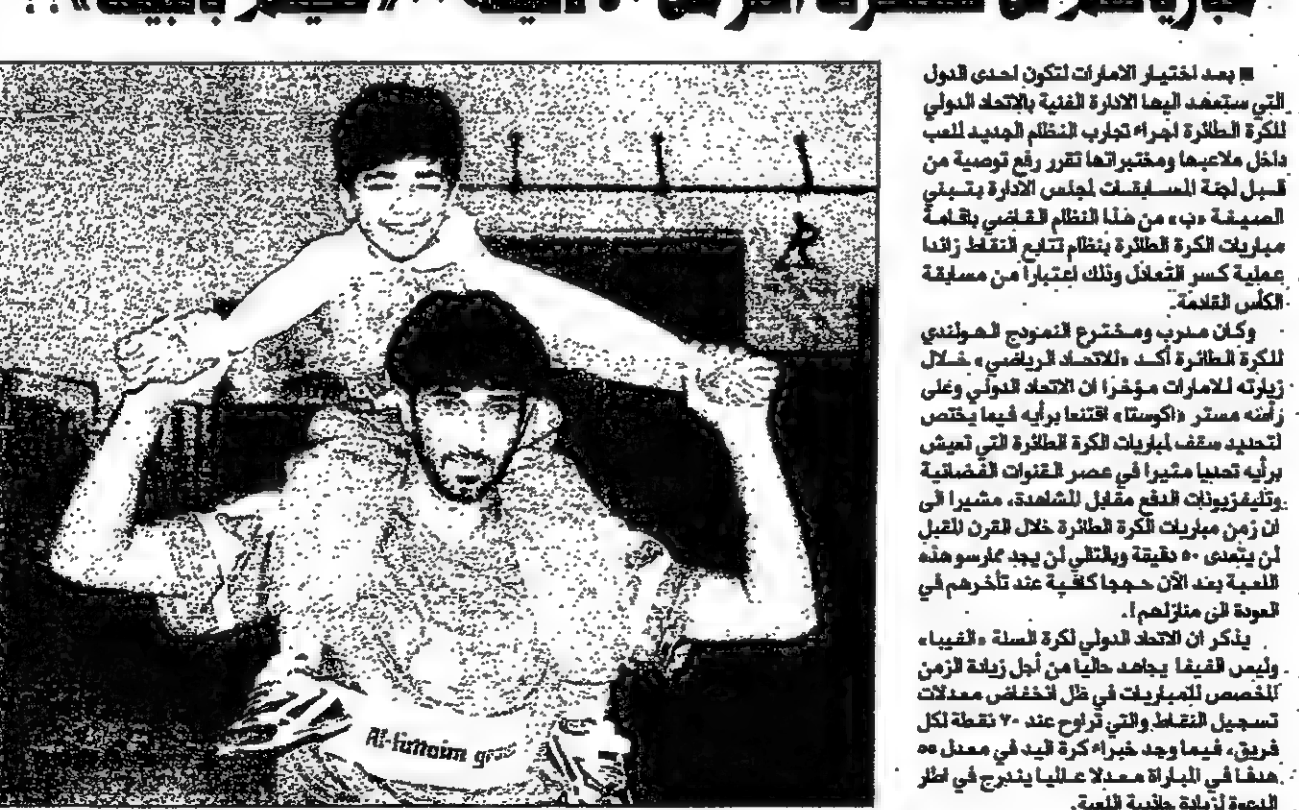 ■ بعد اختيار الامارات لتكون احدى الدول
التي ستعهد اليها الادارة الفنية بالاتحاد الدولي
للكرة الطائرة اجراء تجارب النظام الجديد للعب
داخل ملاعبها ومختبراتها تقرر رفع توصية من
قبل لجنة المسابقات لمجلس الادارة بتبني
الصيغة «ب» من هذا النظام القاضي باقامة
مباريات الكرة الطائرة بنظام تتابع النقاط زائدا
عملية كسر التعادل وذلك اعتبارا من مسابقة
الكأس القادمة.
وكان مدرب ومخترع النموذج الهولندي
للكرة الطائرة أكد «للاتحاد الرياضي» خلال
زيارته للامارات مؤخرا ان الاتحاد الدولي وعلى
رأسه مستر «اكوستا» اقتنعا برأيه فيما يختص
لتحديد سقف لمباريات الكرة الطائرة التي تعيش
برأيه تحديا مثيرا في عصر القنوات الفضائية
وتليفزيونات الدفع مقابل المشاهدة، مشيرا الى
ان زمن مباريات الكرة الطائرة خلال القرن المقبل
لن يتعدى ٥٠ دقيقة وبالتالي لن يجد ممارسو هذه
اللعبة بعد الآن حججا كافية عند تأخرهم في
العودة الى منازلهم!.
يذكر ان الاتحاد الدولي لكرة السلة «الفيبا»
وليس الفيفا يجاهد حاليا من أجل زيادة الزمن
المخصص للمباريات في ظل انخفاض معدلات
تسجيل النقاط والتي تراوح عند ٧٠ نقطة لكل
فريق، فيما وجد خبراء كرة اليد في معدل ٥٥
هدفا في المباراة معدلا عاليا يندرج في اطار
الدعوة لزيادة جاذبية اللعبة.
Al-futtaim